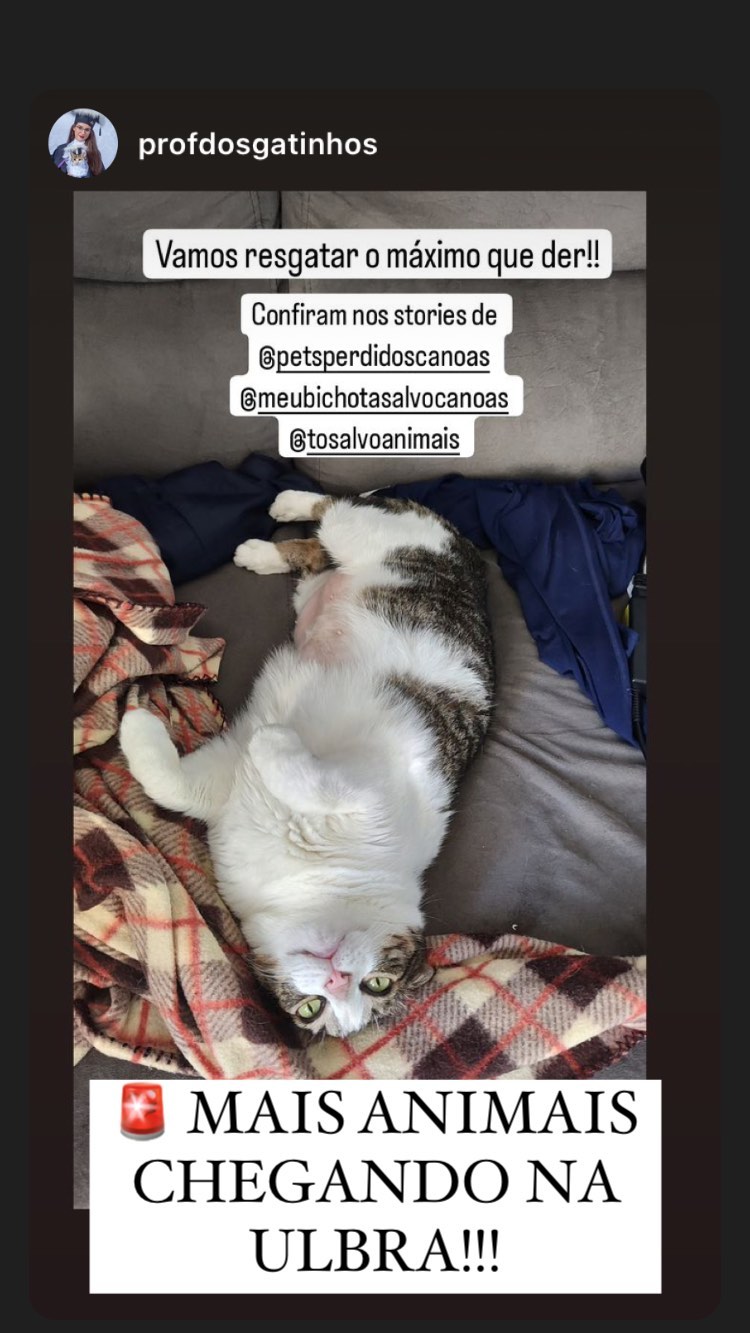 profdosgatinhos
Vamos resgatar o máximo que der!!
Confiram nos stories de
@petsperdidoscanoas
@meubichotasalvocanoas
@tosalvoanimais
🚨 MAIS ANIMAIS
CHEGANDO NA
ULBRA!!!